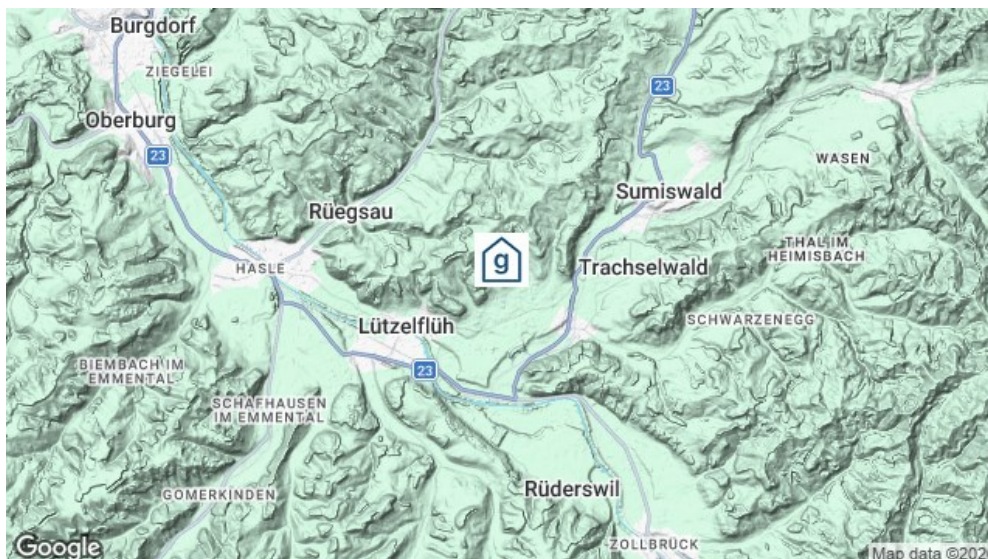 Burgdorf
ZIEGELEI
23
Oberburg
23
WASEN
Sumiswald
Rüegsau
THAL IM
HEIMISBACH
HASLE
g
Trachselwald
SCHWARZENEGG
Lützelflüh
BIEMBACH IM
EMMENTAL
23
SCHAFHAUSEN
IM EMMENTAL
GOMERKINDEN
Rüderswil
ZOLLBRÜCK
Google
Map data ©202